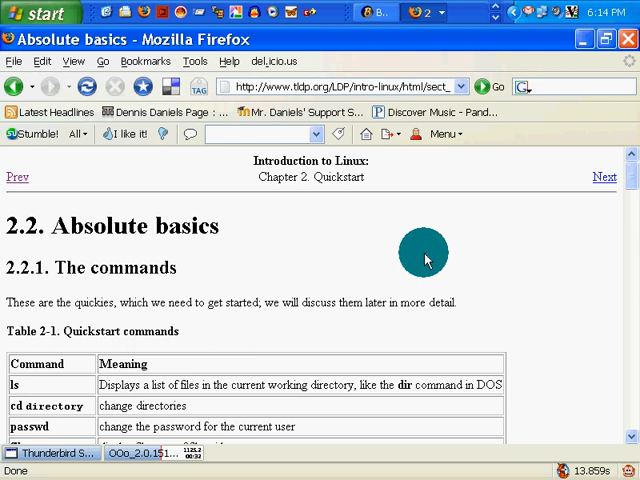 start
B..
2
6:14 PM
Absolute basics - Mozilla Firefox
File Edit View Go Bookmarks Tools Help del.icio.us
TAG http://www.tldp.org/LDP/intro-linux/html/sect_ Go G
Latest Headlines Dennis Daniels Page : ... Mr. Daniels' Support S... Discover Music - Pand...
Stumble! All I like it! Menu
Introduction to Linux:
Prev Chapter 2. Quickstart Next
2.2. Absolute basics
2.2.1. The commands
These are the quickies, which we need to get started; we will discuss them later in more detail.
Table 2-1. Quickstart commands
Command Meaning
ls Displays a list of files in the current working directory, like the dir command in DOS
cd directory change directories
passwd change the password for the current user
Thunderbird S... OOo_2.0.151...
Done 13.859s